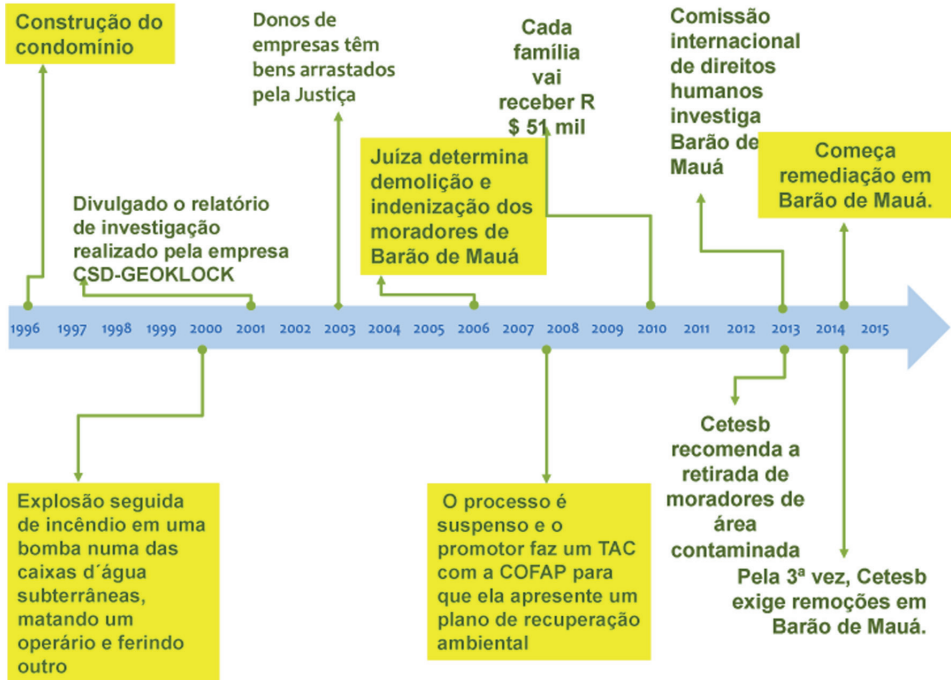 Construção do
condomínio
Donos de
empresas têm
bens arrastados
pela Justiça
Cada
família
vai
receber R
$ 51 mil
Comissão
internacional
de direitos
humanos
investiga
Barão de
Mauá
Divulgado o relatório
de investigação
realizado pela empresa
CSD-GEOKLOCK
Juíza determina
demolição e
indenização dos
moradores de
Barão de Mauá
Começa
remediação em
Barão de Mauá.
1996 1997 1998 1999 2000 2001 2002 2003 2004 2005 2006 2007 2008 2009 2010 2011 2012 2013 2014 2015
Explosão seguida
de incêndio em uma
bomba numa das
caixas d´água
subterrâneas,
matando um
operário e ferindo
outro
O processo é
suspenso e o
promotor faz um TAC
com a COFAP para
que ela apresente um
plano de recuperação
ambiental
Cetesb
recomenda a
retirada de
moradores de
área
contaminada
Pela 3ª vez, Cetesb
exige remoções em
Barão de Mauá.